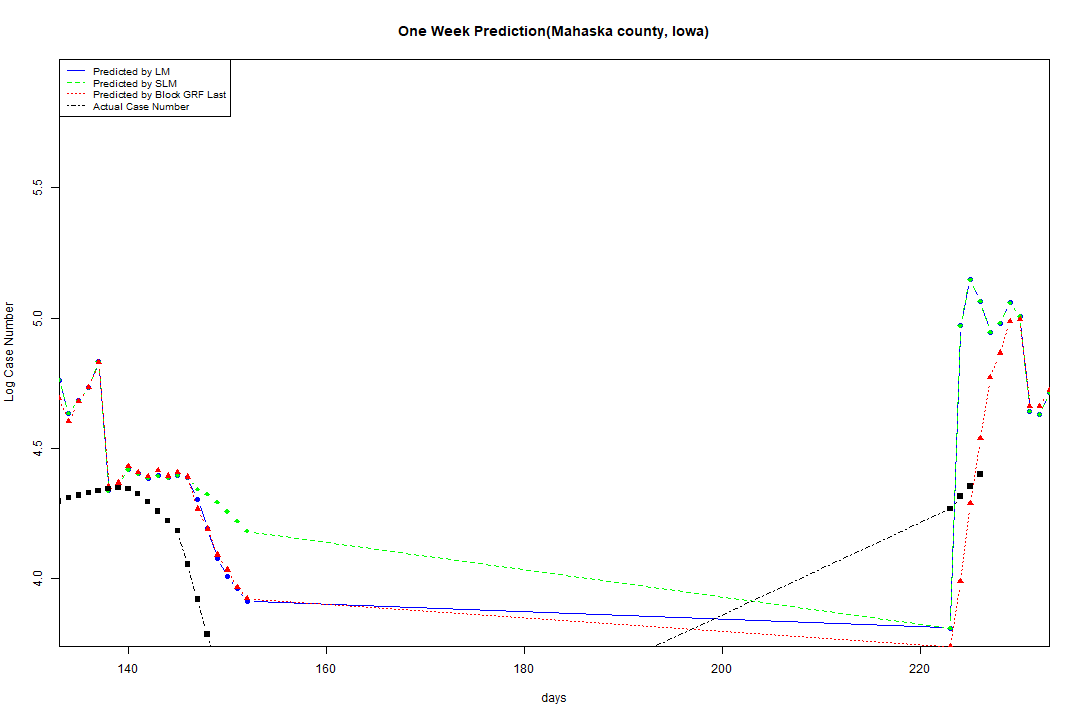 One Week Prediction(Mahaska county, Iowa)
Predicted by LM
Predicted by SLM
Predicted by Block GRF Last
Actual Case Number
Log Case Number
5.5
5.0
4.5
4.0
140 160 180 200 220
days